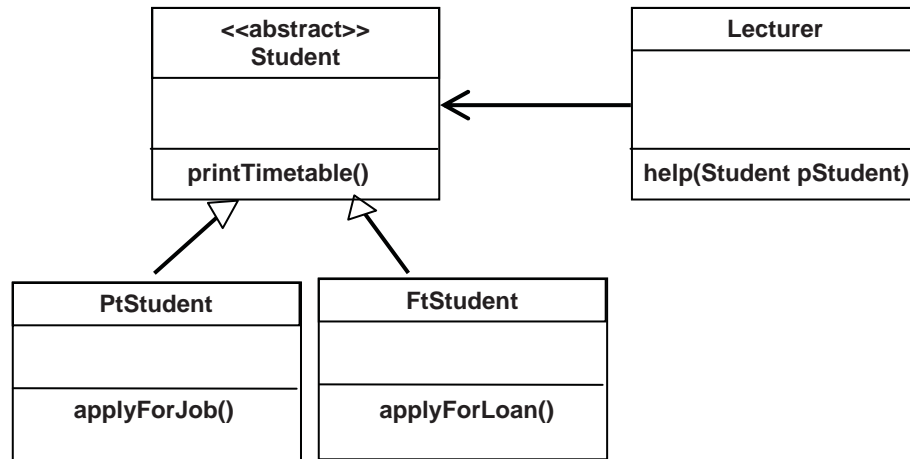 <<abstract>>
Student
printTimetable()
Lecturer
help(Student pStudent)
PtStudent
applyForJob()
FtStudent
applyForLoan()